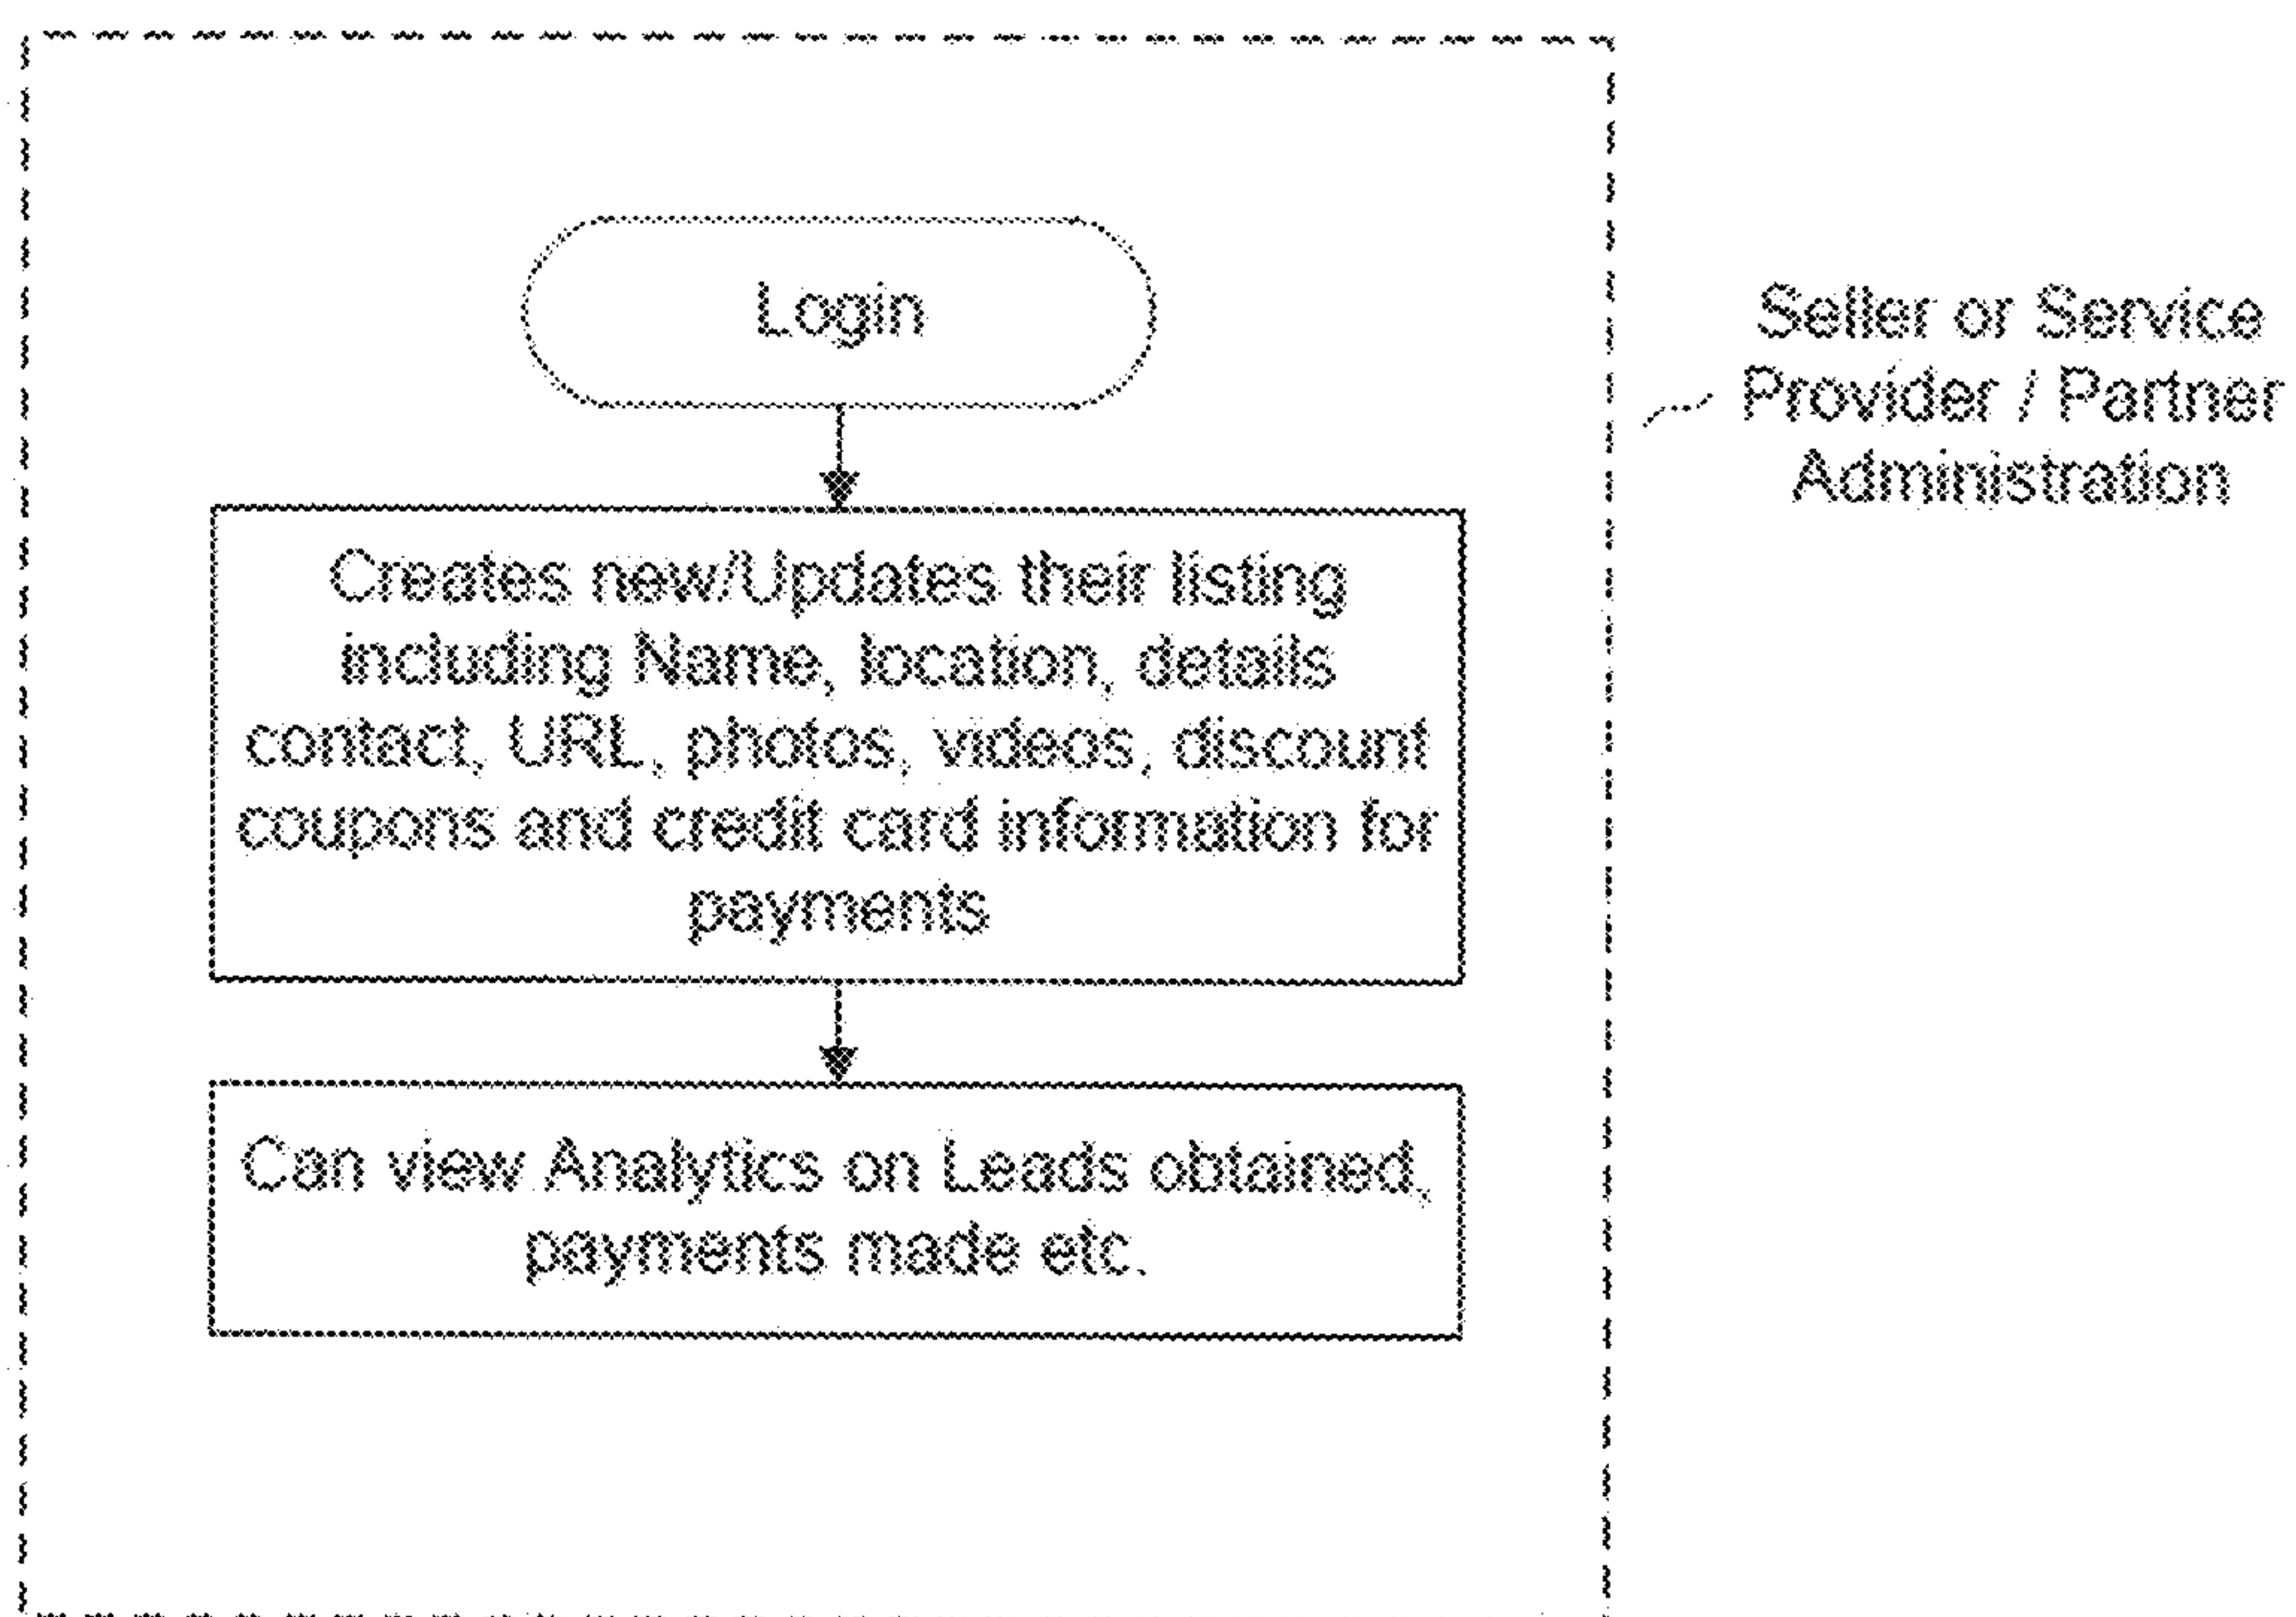 Login
Seller or Service
Provider / Partner
Administration
Creates new/Updates their listing
including Name, location, details
contact, URL, photos, videos, discount
coupons and credit card information for
payments
Can view Analytics on Leads obtained,
payments made etc.